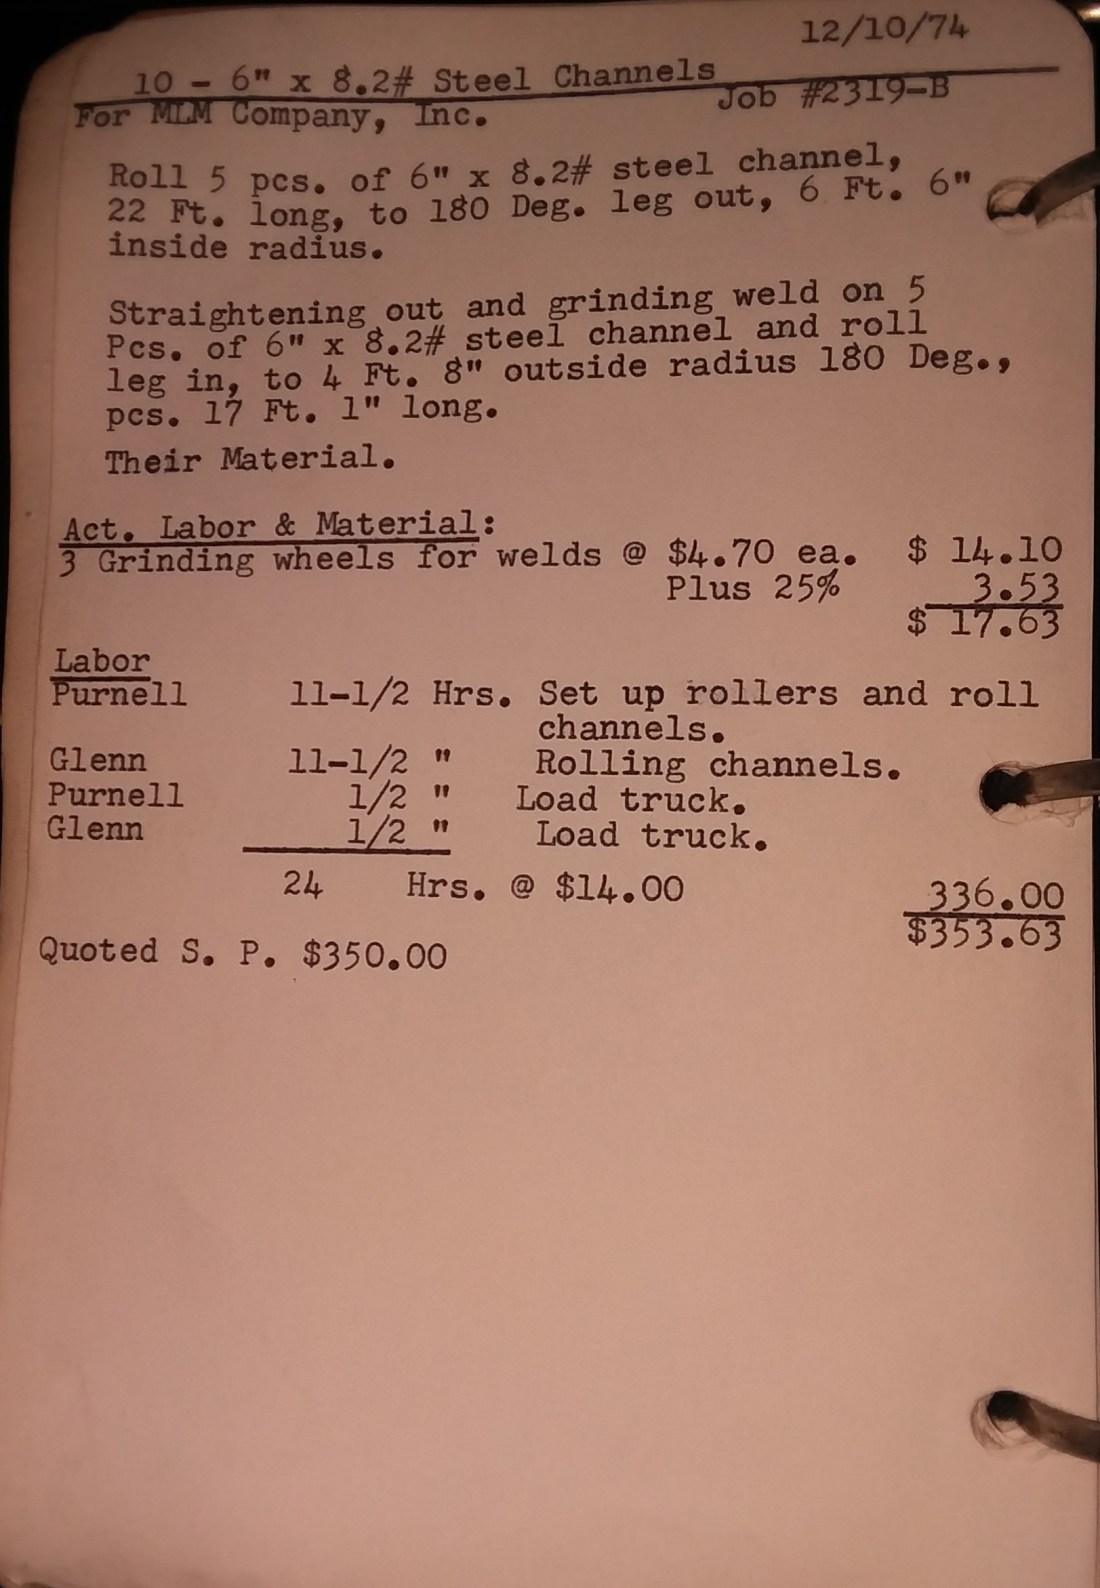 12/10/74
10 - 6" x 8.2# Steel Channels
For MLM Company, Inc. Job #2319-B
Roll 5 pcs. of 6" x 8.2# steel channel,
22 Ft. long, to 180 Deg. leg out, 6 Ft. 6"
inside radius.
Straightening out and grinding weld on 5
Pcs. of 6" x 8.2# steel channel and roll
leg in, to 4 Ft. 8" outside radius 180 Deg.,
pcs. 17 Ft. 1" long.
Their Material.
Act. Labor & Material:
3 Grinding wheels for welds @ $4.70 ea. $ 14.10
Plus 25% 3.53
$ 17.63
Labor
Purnell 11-1/2 Hrs. Set up rollers and roll
channels.
Glenn 11-1/2 " Rolling channels.
Purnell 1/2 " Load truck.
Glenn 1/2 " Load truck.
24 Hrs. @ $14.00 336.00
$353.63
Quoted S. P. $350.00